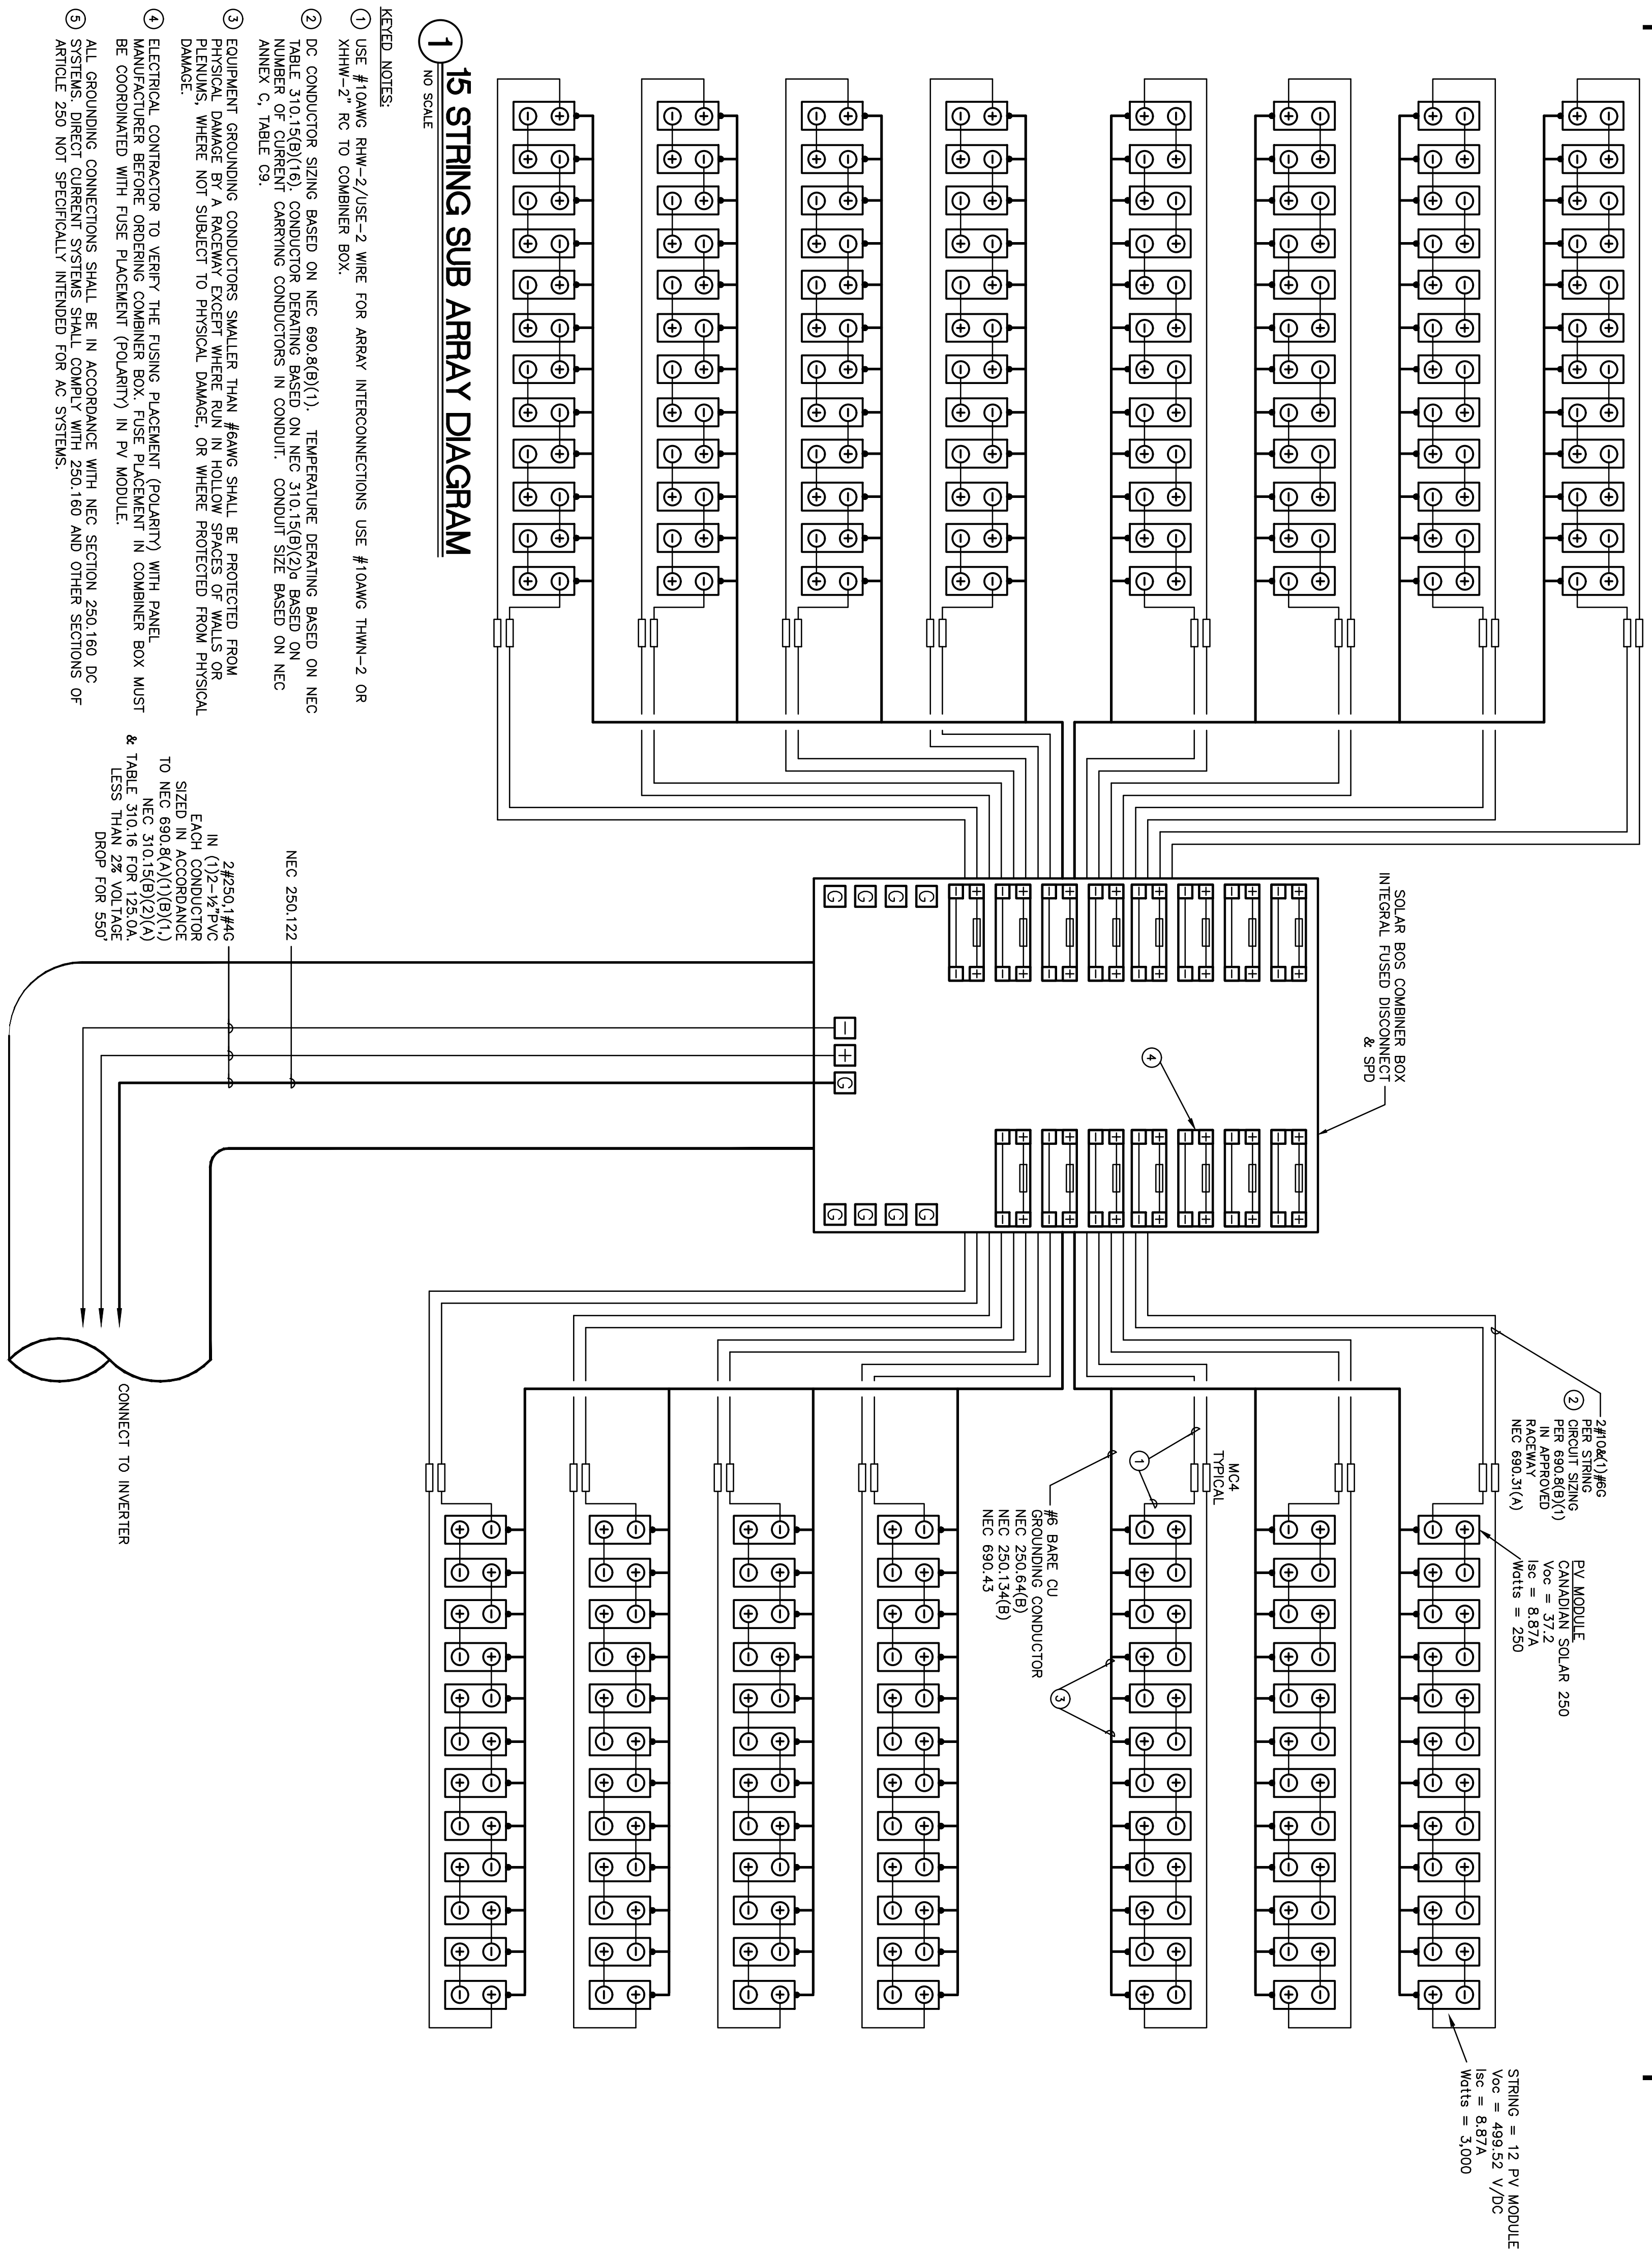 2#10&(1)#6G
PER STRING
② CIRCUIT SIZING
PER 690.8(B)(1)
IN APPROVED
RACEWAY
NEC 690.31(A)
PV MODULE
CANADIAN SOLAR 250
Voc = 37.2
Isc = 8.87A
Watts = 250
STRING = 12 PV MODULE
Voc = 499.52 V/DC
Isc = 8.87A
Watts = 3,000
SOLAR BOS COMBINER BOX
INTEGRAL FUSED DISCONNECT
& SPD
④
MC4
TYPICAL
①
#6 BARE CU
GROUNDING CONDUCTOR
NEC 250.64(B)
NEC 250.134(B)
NEC 690.43
③
G G G G
− + G
G G G G
NEC 250.122
2#250,1#4G
IN (1)2-½"PVC
EACH CONDUCTOR
SIZED IN ACCORDANCE
TO NEC 690.8(A)(1)(B)(1,)
NEC 310.15(B)(2)(A)
& TABLE 310.16 FOR 125.0A.
LESS THAN 2% VOLTAGE
DROP FOR 550'
CONNECT TO INVERTER
1 15 STRING SUB ARRAY DIAGRAM
NO SCALE
KEYED NOTES:
① USE #10AWG RHW-2/USE-2 WIRE FOR ARRAY INTERCONNECTIONS USE #10AWG THWN-2 OR
XHHW-2" RC TO COMBINER BOX.
② DC CONDUCTOR SIZING BASED ON NEC 690.8(B)(1). TEMPERATURE DERATING BASED ON NEC
TABLE 310.15(B)(16). CONDUCTOR DERATING BASED ON NEC 310.15(B)(2)a BASED ON
NUMBER OF CURRENT CARRYING CONDUCTORS IN CONDUIT. CONDUIT SIZE BASED ON NEC
ANNEX C, TABLE C9.
③ EQUIPMENT GROUNDING CONDUCTORS SMALLER THAN #6AWG SHALL BE PROTECTED FROM
PHYSICAL DAMAGE BY A RACEWAY EXCEPT WHERE RUN IN HOLLOW SPACES OF WALLS OR
PLENUMS, WHERE NOT SUBJECT TO PHYSICAL DAMAGE, OR WHERE PROTECTED FROM PHYSICAL
DAMAGE.
④ ELECTRICAL CONTRACTOR TO VERIFY THE FUSING PLACEMENT (POLARITY) WITH PANEL
MANUFACTURER BEFORE ORDERING COMBINER BOX. FUSE PLACEMENT IN COMBINER BOX MUST
BE COORDINATED WITH FUSE PLACEMENT (POLARITY) IN PV MODULE.
⑤ ALL GROUNDING CONNECTIONS SHALL BE IN ACCORDANCE WITH NEC SECTION 250.160 DC
SYSTEMS. DIRECT CURRENT SYSTEMS SHALL COMPLY WITH 250.160 AND OTHER SECTIONS OF
ARTICLE 250 NOT SPECIFICALLY INTENDED FOR AC SYSTEMS.